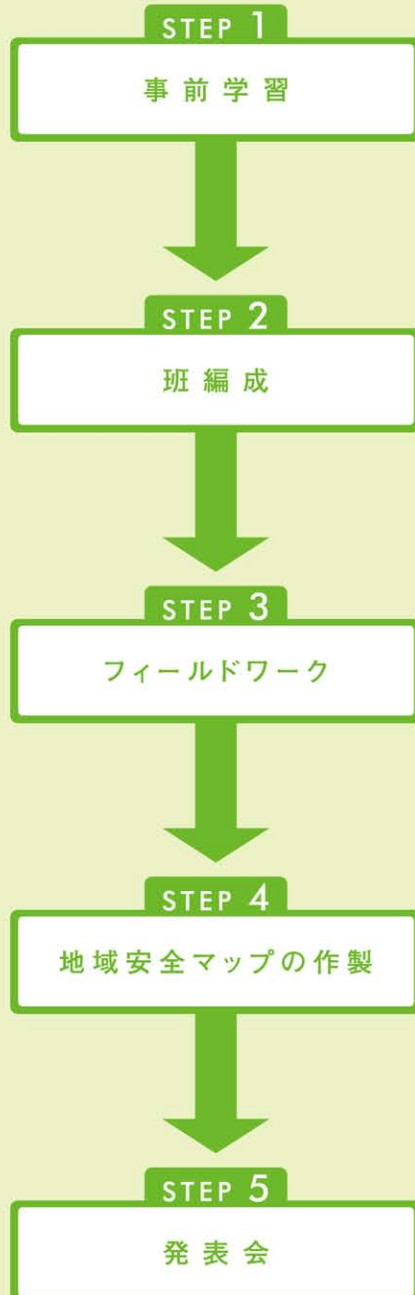 STEP 1
事前学習
STEP 2
班編成
STEP 3
フィールドワーク
STEP 4
地域安全マップの作製
STEP 5
発表会